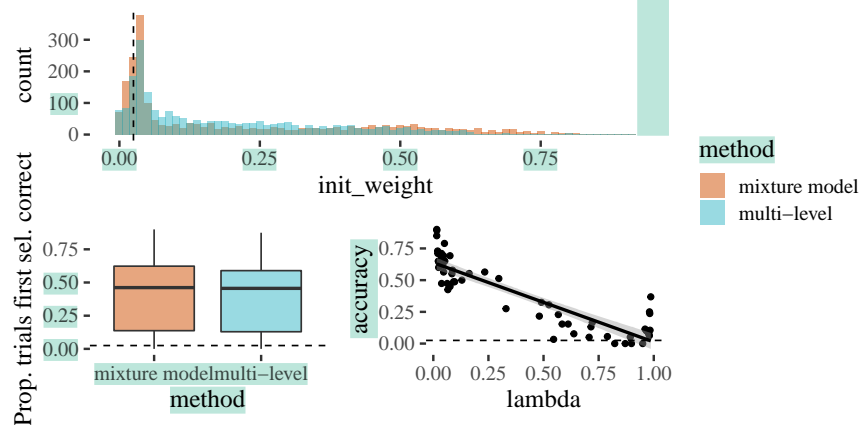 count
300
200
100
0
0.00 0.25 0.50 0.75
init_weight
method
mixture model
multi−level
Prop. trials first sel. correct
0.75
0.50
0.25
0.00
mixture model multi−level
method
accuracy
0.75
0.50
0.25
0.00
0.00 0.25 0.50 0.75 1.00
lambda